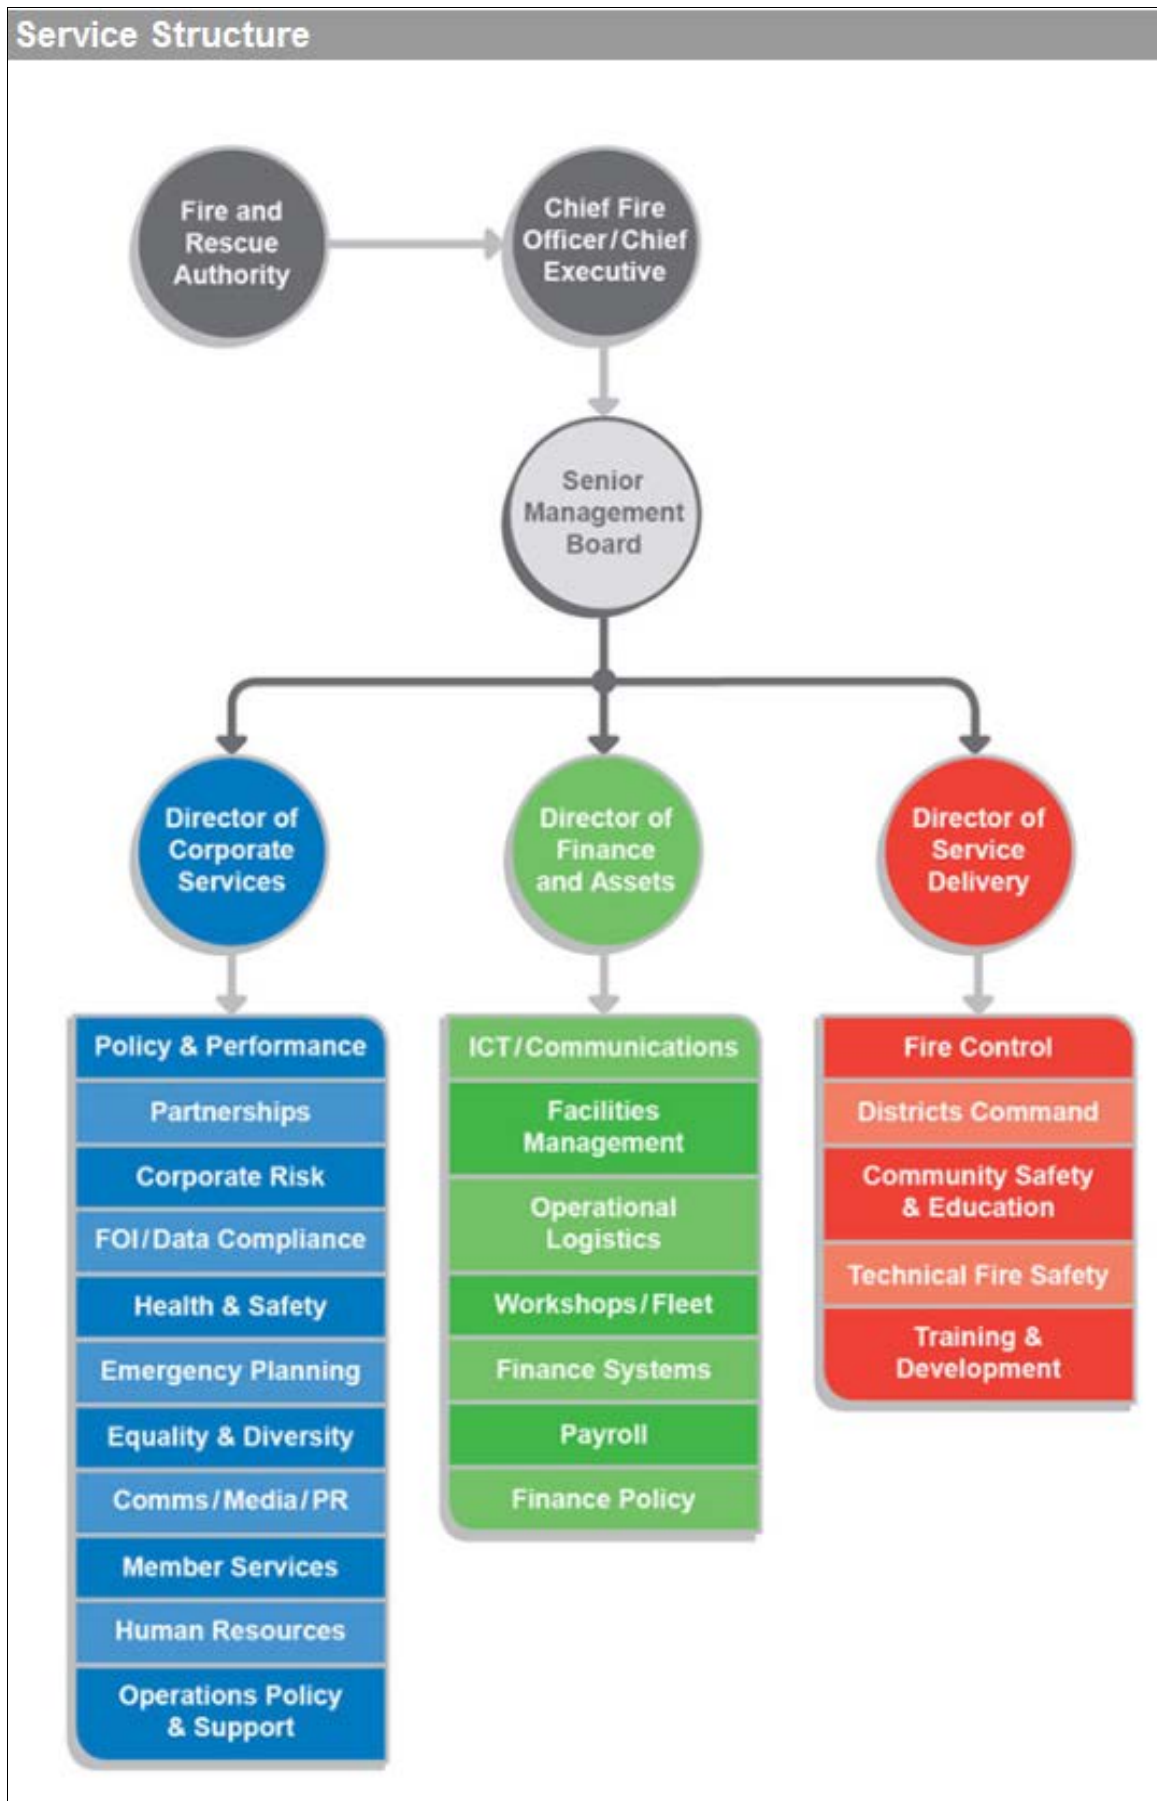 Service Structure
Fire and
Rescue
Authority
Chief Fire
Officer/Chief
Executive
Senior
Management
Board
Director of
Corporate
Services
Director of
Finance
and Assets
Director of
Service
Delivery
Policy & Performance
Partnerships
Corporate Risk
FOI/Data Compliance
Health & Safety
Emergency Planning
Equality & Diversity
Comms/Media/PR
Member Services
Human Resources
Operations Policy
& Support
ICT/Communications
Facilities
Management
Operational
Logistics
Workshops/Fleet
Finance Systems
Payroll
Finance Policy
Fire Control
Districts Command
Community Safety
& Education
Technical Fire Safety
Training &
Development